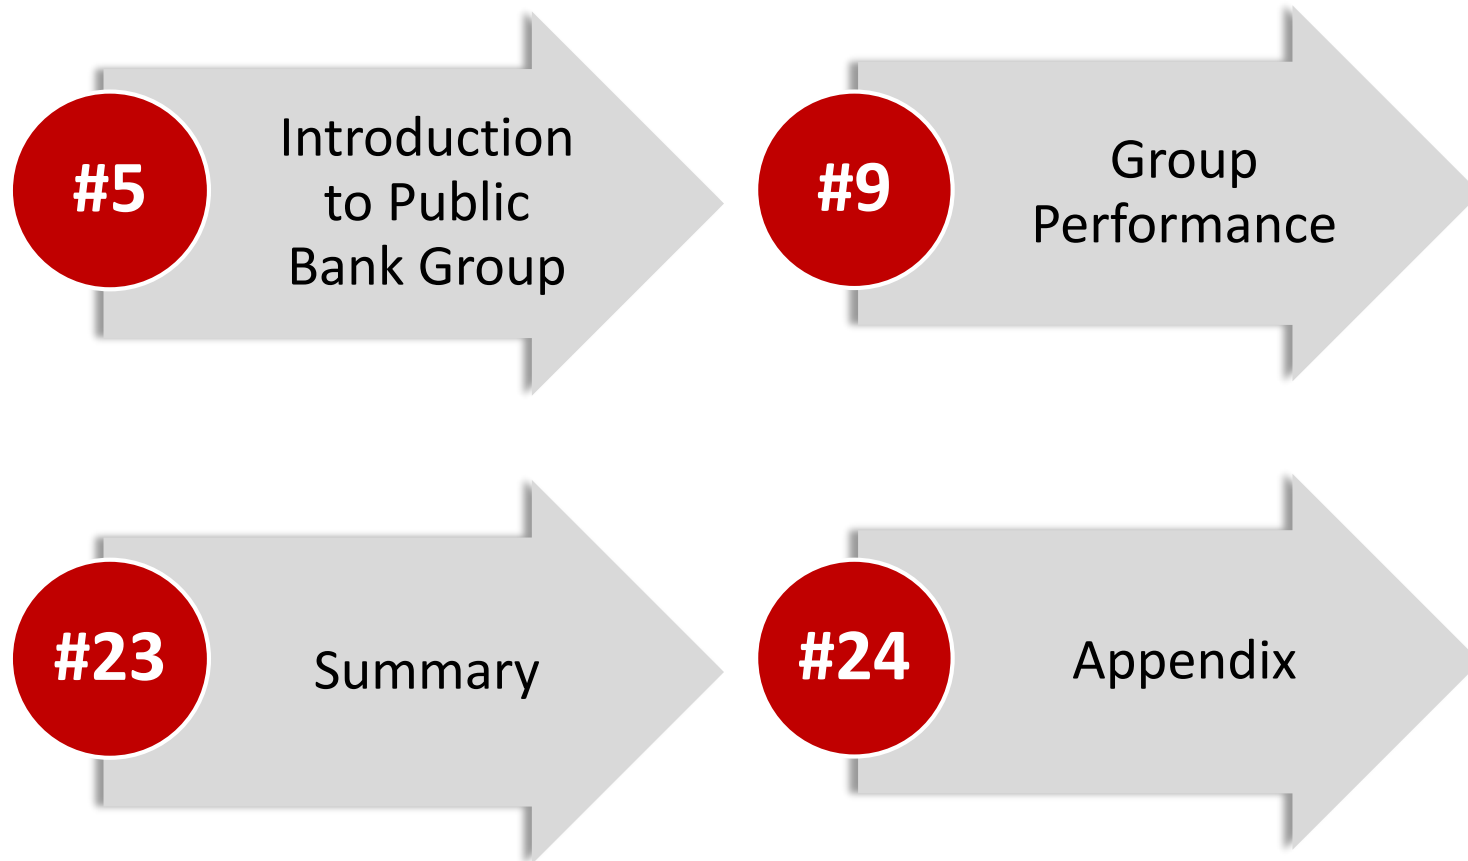 #5
Introduction
to Public
Bank Group
#9
Group
Performance
#23
Summary
#24
Appendix